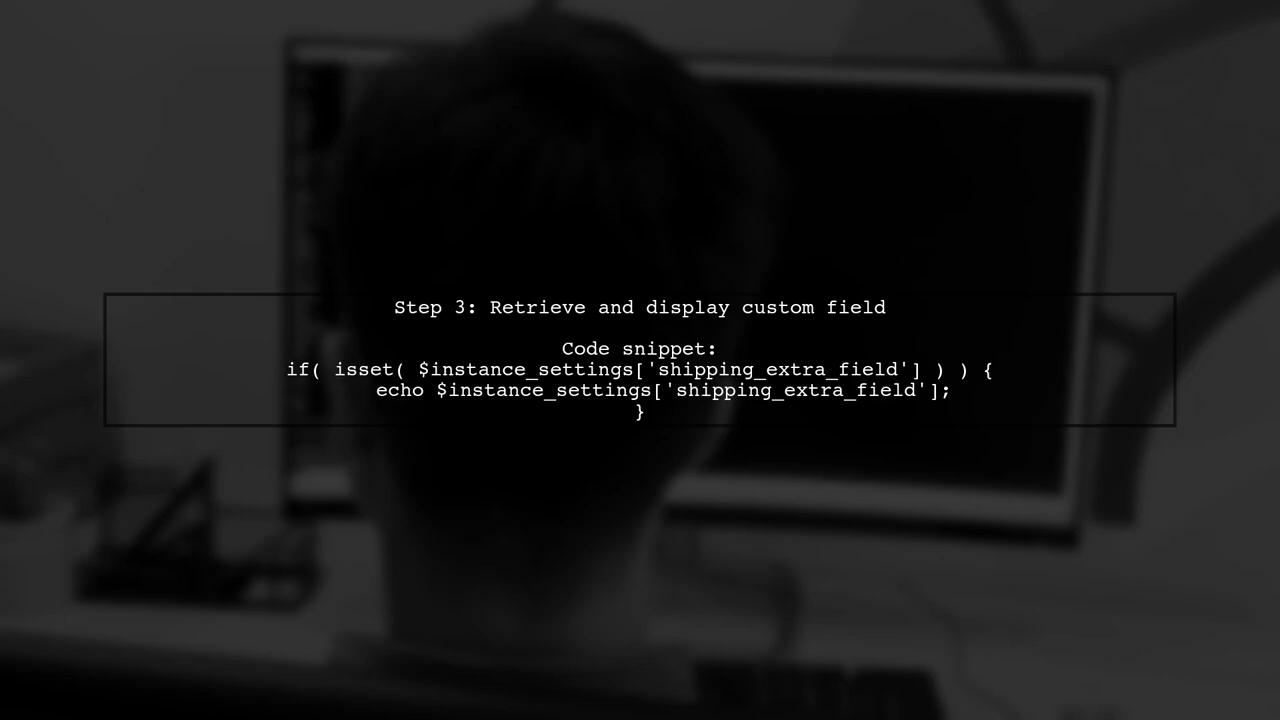 Step 3: Retrieve and display custom field
Code snippet:
if( isset( $instance_settings['shipping_extra_field'] ) ) {
echo $instance_settings['shipping_extra_field'];
}